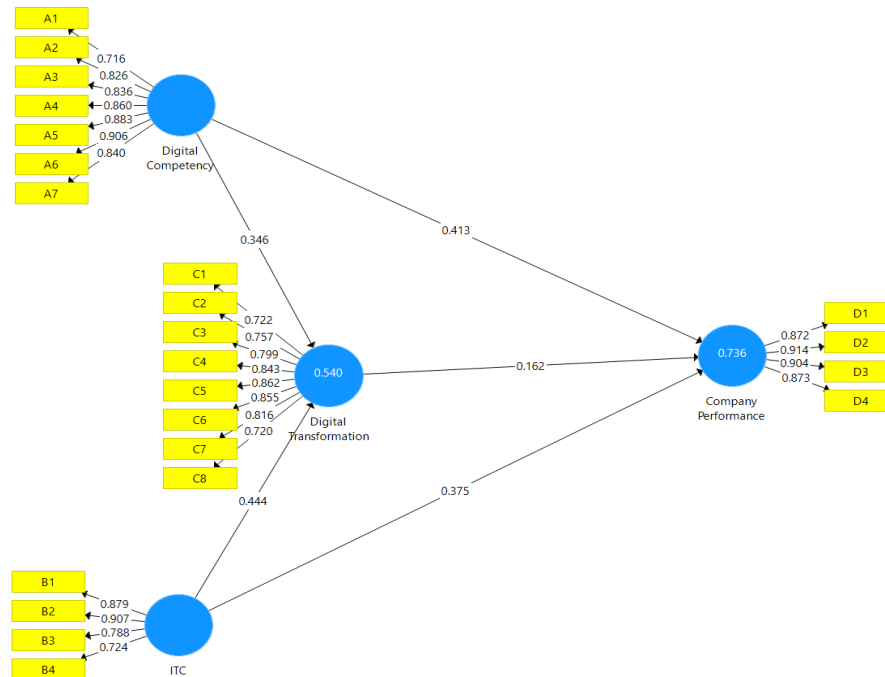 A1
A2
A3
A4
A5
A6
A7
0.716
0.826
0.836
0.860
0.883
0.906
0.840
Digital
Competency
0.346
0.413
C1
C2
C3
C4
C5
C6
C7
C8
0.722
0.757
0.799
0.843
0.862
0.855
0.816
0.720
0.540
Digital
Transformation
0.162
0.736
Company
Performance
0.872
0.914
0.904
0.873
D1
D2
D3
D4
0.444
0.375
B1
B2
B3
B4
0.879
0.907
0.788
0.724
ITC